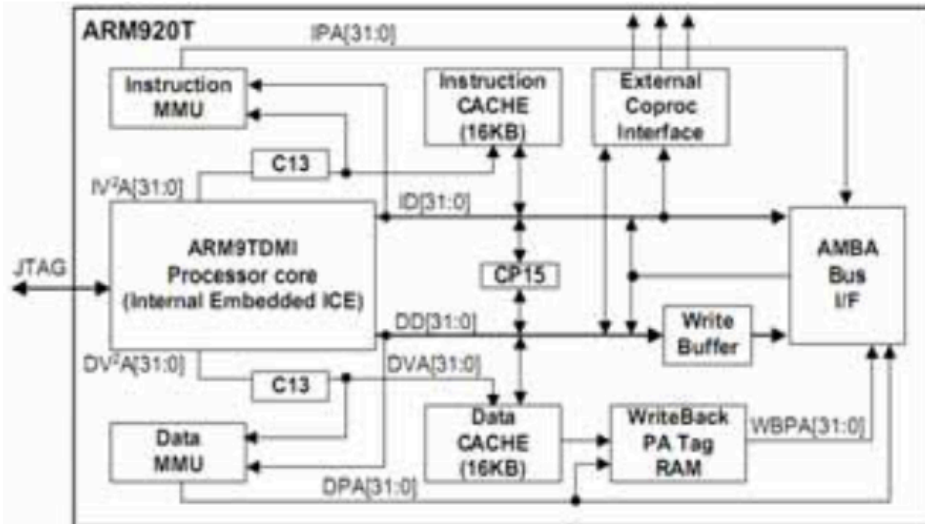 ARM920T
IPA[31:0]
Instruction
MMU
Instruction
CACHE
(16KB)
External
Coproc
Interface
C13
IV²A[31:0]
ID[31:0]
ARM9TDMI
Processor core
(Internal Embedded ICE)
JTAG
CP15
AMBA
Bus
I/F
DD[31:0]
Write
Buffer
DV²A[31:0]
DVA[31:0]
C13
Data
MMU
Data
CACHE
(16KB)
WriteBack
PA Tag
RAM
WBPA[31:0]
DPA[31:0]